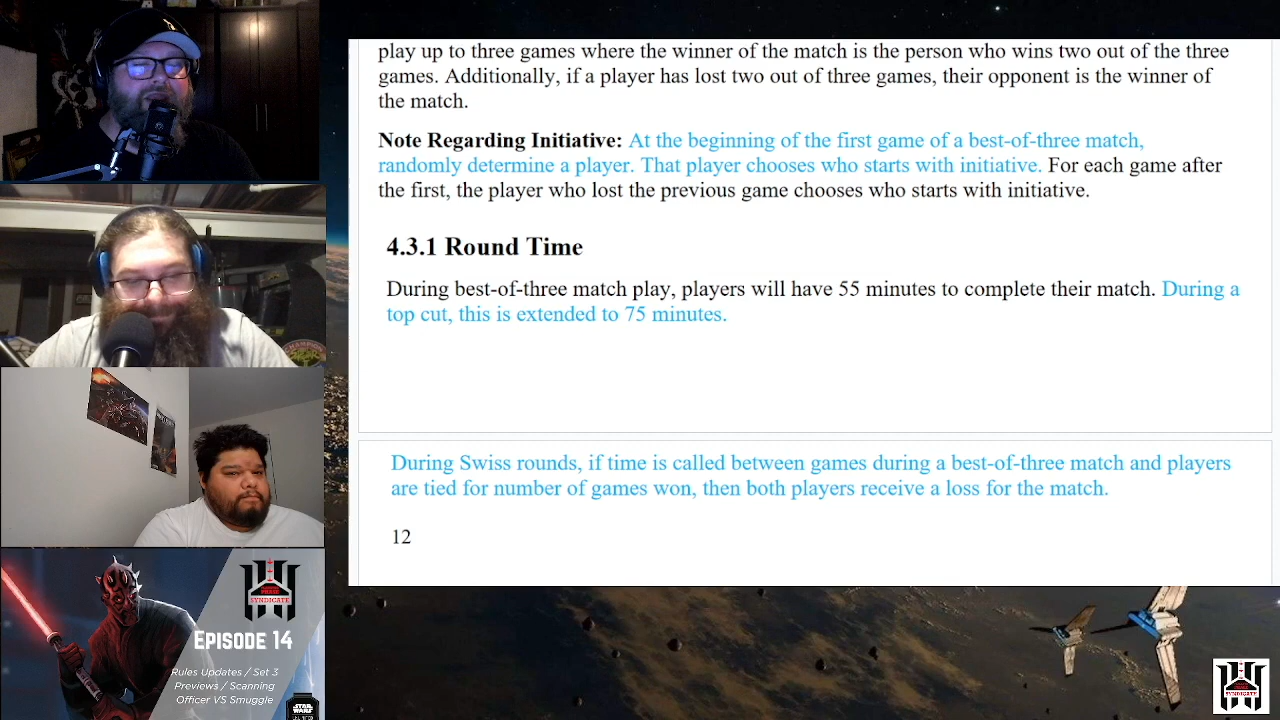 play up to three games where the winner of the match is the person who wins two out of the three
games. Additionally, if a player has lost two out of three games, their opponent is the winner of
the match.
Note Regarding Initiative: At the beginning of the first game of a best-of-three match,
randomly determine a player. That player chooses who starts with initiative. For each game after
the first, the player who lost the previous game chooses who starts with initiative.
4.3.1 Round Time
During best-of-three match play, players will have 55 minutes to complete their match. During a
top cut, this is extended to 75 minutes.
During Swiss rounds, if time is called between games during a best-of-three match and players
are tied for number of games won, then both players receive a loss for the match.
12
SYNDICATE
EPISODE 14
Rules Updates / Set 3
Previews / Scanning
Officer VS Smuggle
STAR
WARS